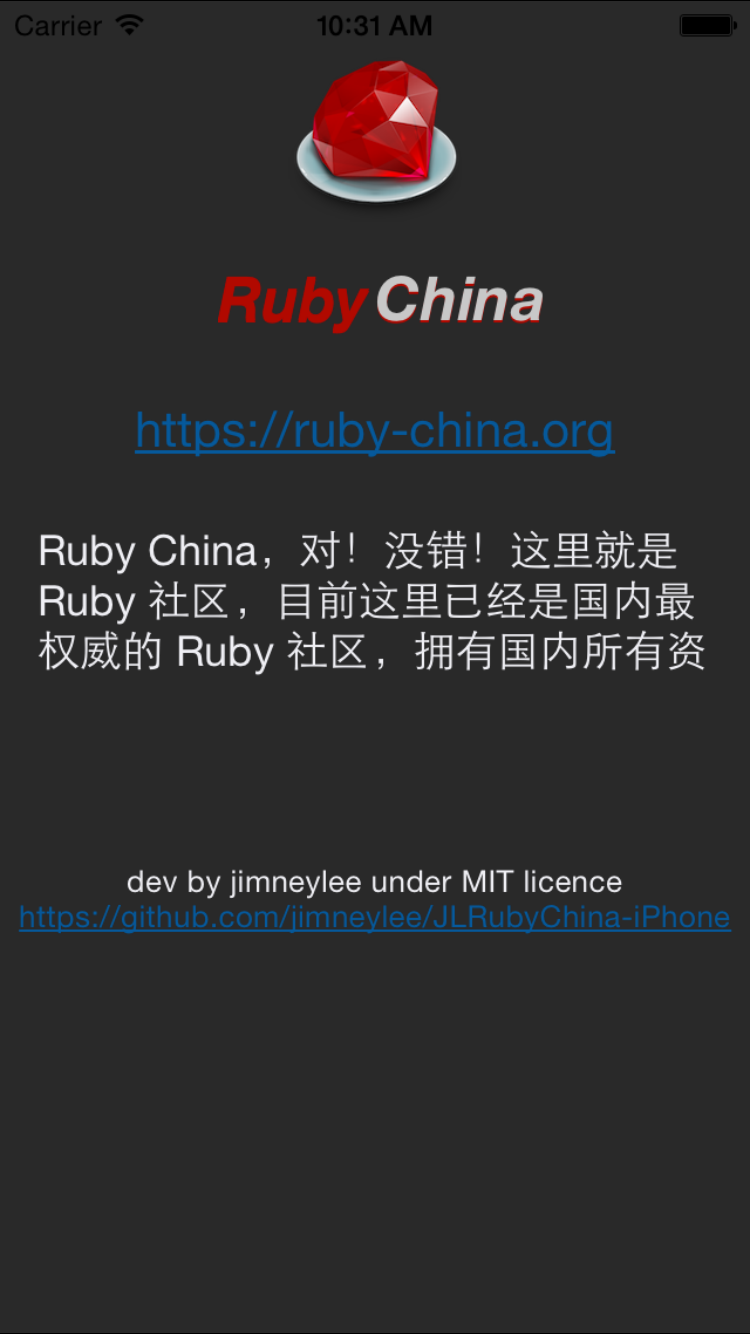 Carrier 10:31 AM
Ruby China
https://ruby-china.org
Ruby China，对！没错！这里就是
Ruby 社区，目前这里已经是国内最
权威的 Ruby 社区，拥有国内所有资
dev by jimneylee under MIT licence
https://github.com/jimneylee/JLRubyChina-iPhone